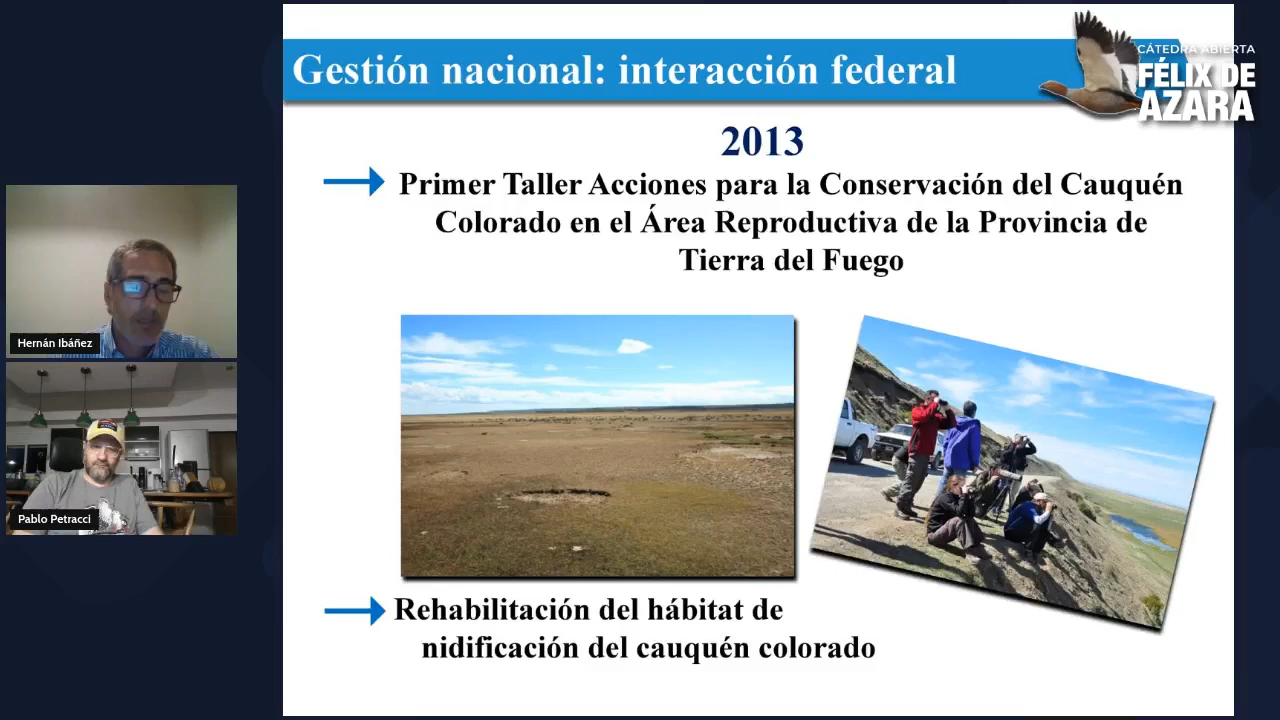 Gestión nacional: interacción federal
CÁTEDRA ABIERTA
FÉLIX DE
AZARA
2013
Primer Taller Acciones para la Conservación del Cauquén
Colorado en el Área Reproductiva de la Provincia de
Tierra del Fuego
Hernán Ibáñez
Pablo Petracci
Rehabilitación del hábitat de
nidificación del cauquén colorado